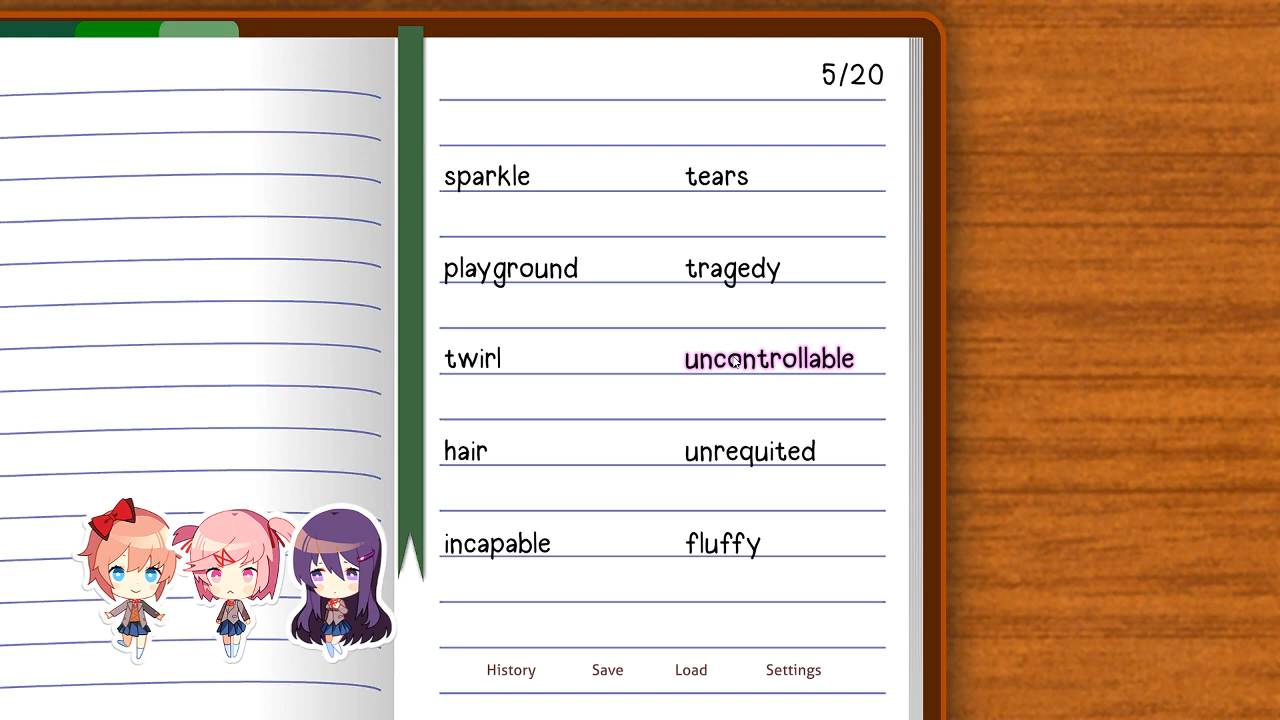 5/20
sparkle tears
playground tragedy
twirl uncontrollable
hair unrequited
incapable fluffy
History Save Load Settings